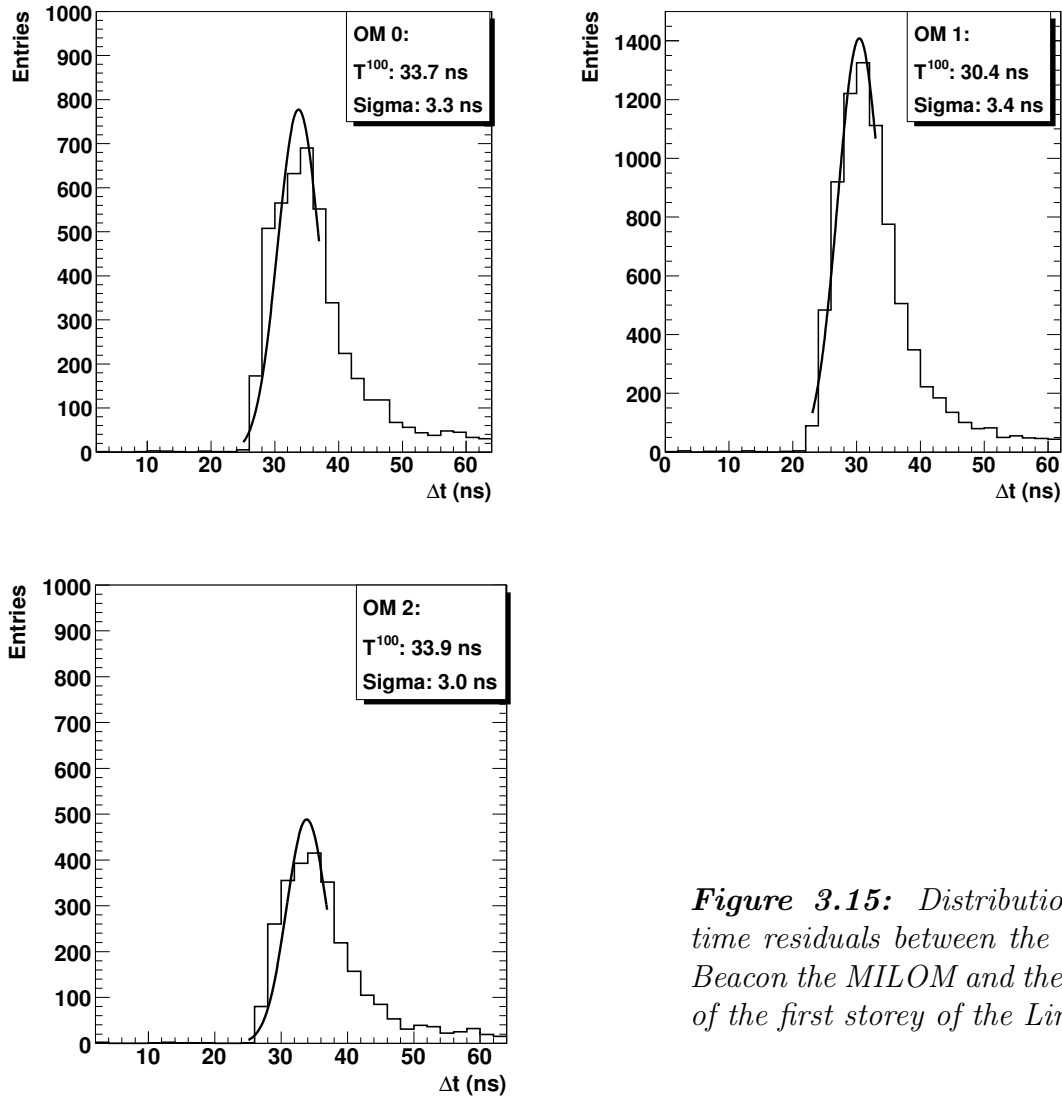 Entries
1000
900
800
700
600
500
400
300
200
100
0
10 20 30 40 50 60
Δt (ns)
OM 0:
T^100: 33.7 ns
Sigma: 3.3 ns
Entries
1400
1200
1000
800
600
400
200
0
0 10 20 30 40 50 60
Δt (ns)
OM 1:
T^100: 30.4 ns
Sigma: 3.4 ns
Entries
1000
900
800
700
600
500
400
300
200
100
0
10 20 30 40 50 60
Δt (ns)
OM 2:
T^100: 33.9 ns
Sigma: 3.0 ns
Figure 3.15: Distributio
time residuals between the
Beacon the MILOM and the
of the first storey of the Lin